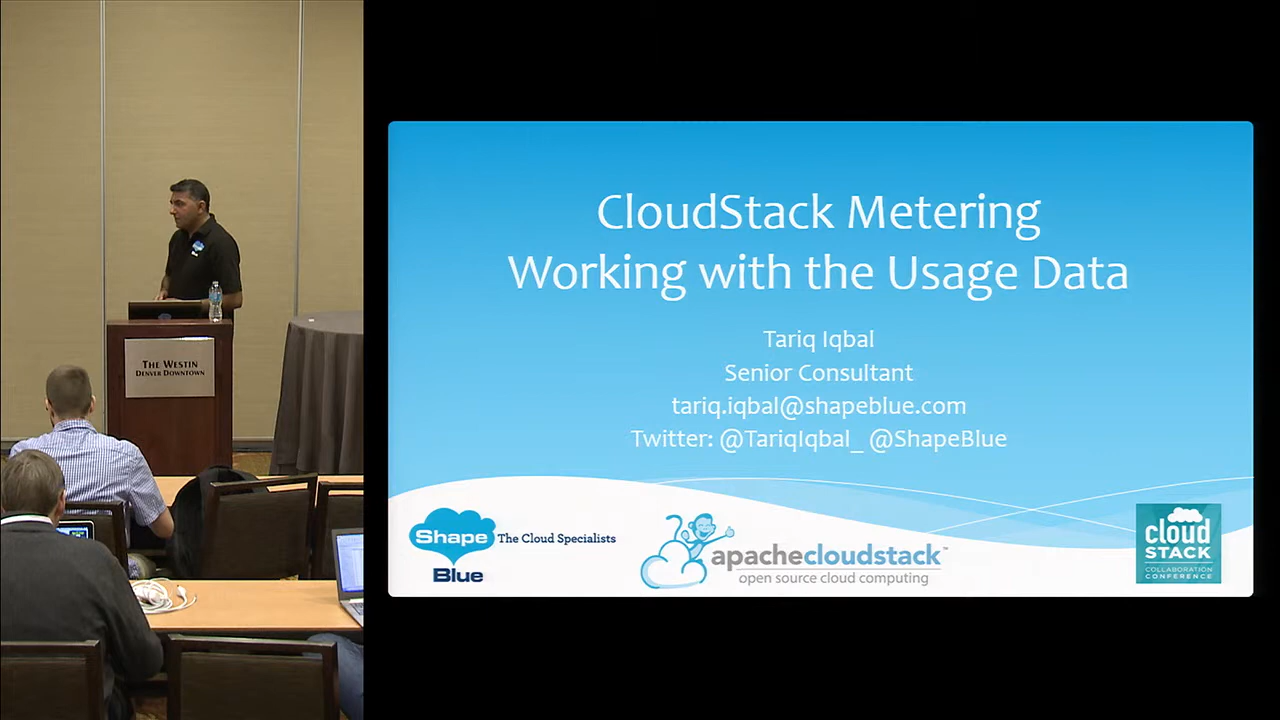 THE WESTIN
DENVER DOWNTOWN
CloudStack Metering
Working with the Usage Data
Tariq Iqbal
Senior Consultant
tariq.iqbal@shapeblue.com
Twitter: @TariqIqbal_ @ShapeBlue
Shape
Blue
The Cloud Specialists
apachecloudstack™
open source cloud computing
cloud
STACK
COLLABORATION
CONFERENCE